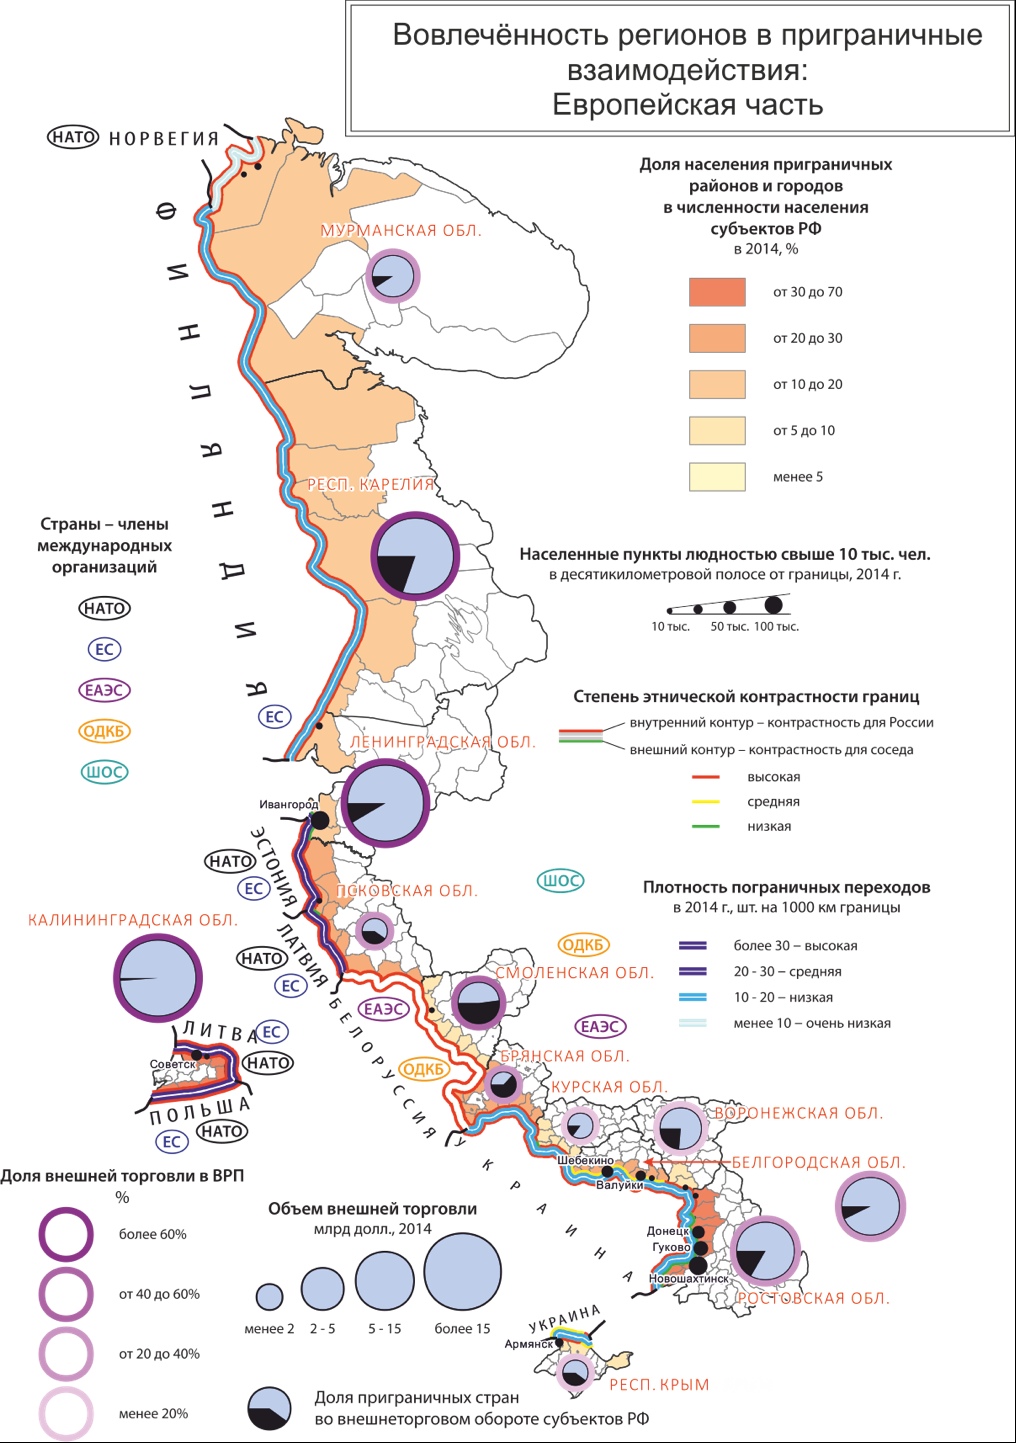 Вовлечённость регионов в приграничные
взаимодействия:
Европейская часть
НАТО НОРВЕГИЯ
ФИНЛЯНДИЯ
МУРМАНСКАЯ ОБЛ.
Доля населения приграничных
районов и городов
в численности населения
субъектов РФ
в 2014, %
от 30 до 70
от 20 до 30
от 10 до 20
от 5 до 10
менее 5
РЕСП. КАРЕЛИЯ
Страны – члены
международных
организаций
НАТО
ЕС
ЕАЭС
ОДКБ
ШОС
Населенные пункты людностью свыше 10 тыс. чел.
в десятикилометровой полосе от границы, 2014 г.
10 тыс. 50 тыс. 100 тыс.
Степень этнической контрастности границ
внутренний контур – контрастность для России
внешний контур – контрастность для соседа
высокая
средняя
низкая
ЕС
ЛЕНИНГРАДСКАЯ ОБЛ.
Ивангород
ЭСТОНИЯ
НАТО
ЕС
ПСКОВСКАЯ ОБЛ.
ШОС
Плотность пограничных переходов
в 2014 г., шт. на 1000 км границы
более 30 – высокая
20 - 30 – средняя
10 - 20 – низкая
менее 10 – очень низкая
КАЛИНИНГРАДСКАЯ ОБЛ.
ЛАТВИЯ
НАТО
ЕС
ОДКБ
СМОЛЕНСКАЯ ОБЛ.
БЕЛОРУССИЯ
ЕАЭС
ЕАЭС
ОДКБ
ЛИТВА
ЕС
НАТО
Советск
ПОЛЬША
НАТО
ЕС
БРЯНСКАЯ ОБЛ.
КУРСКАЯ ОБЛ.
ВОРОНЕЖСКАЯ ОБЛ.
УКРАИНА
Шебекино
БЕЛГОРОДСКАЯ ОБЛ.
Валуйки
Донецк
Гуково
Новошахтинск
РОСТОВСКАЯ ОБЛ.
Доля внешней торговли в ВРП
%
более 60%
от 40 до 60%
от 20 до 40%
менее 20%
Объем внешней торговли
млрд долл., 2014
менее 2 2 - 5 5 - 15 более 15
УКРАИНА
Армянск
РЕСП. КРЫМ
Доля приграничных стран
во внешнеторговом обороте субъектов РФ